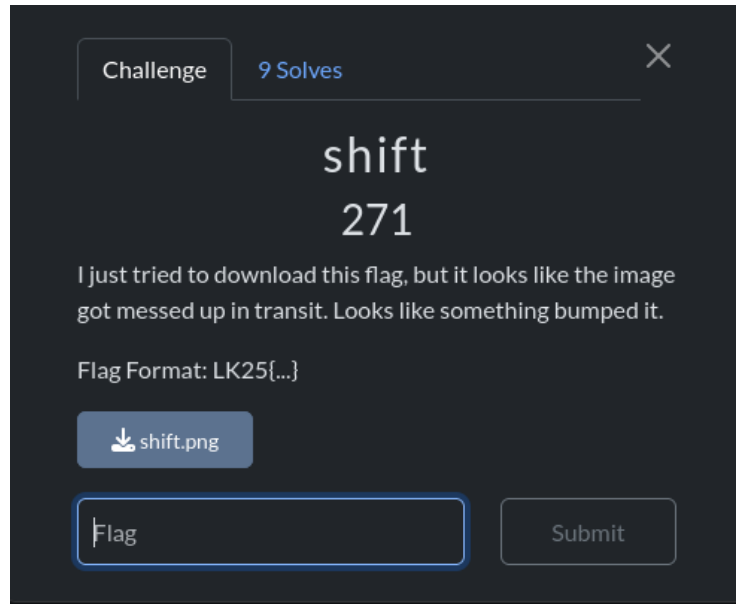 Challenge
9 Solves
shift
271
I just tried to download this flag, but it looks like the image
got messed up in transit. Looks like something bumped it.
Flag Format: LK25{...}
shift.png
Flag
Submit